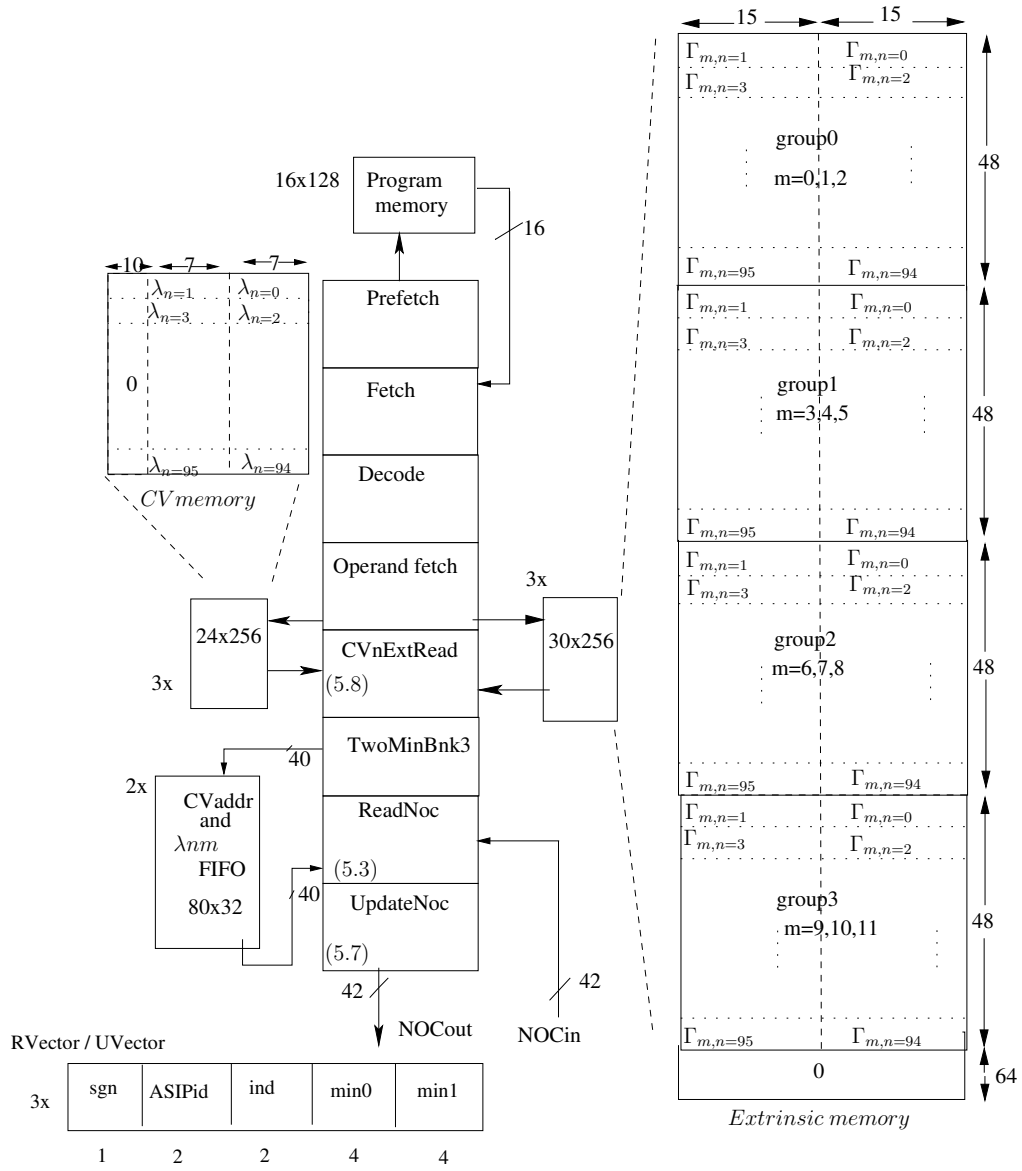 15 15
Γm,n=1 Γm,n=0
Γm,n=3 Γm,n=2
group0
m=0,1,2
48
Γm,n=95 Γm,n=94
Γm,n=1 Γm,n=0
Γm,n=3 Γm,n=2
group1
m=3,4,5
48
Γm,n=95 Γm,n=94
Γm,n=1 Γm,n=0
Γm,n=3 Γm,n=2
group2
m=6,7,8
48
Γm,n=95 Γm,n=94
Γm,n=1 Γm,n=0
Γm,n=3 Γm,n=2
group3
m=9,10,11
48
Γm,n=95 Γm,n=94
0
64
Extrinsic memory
16x128
Program
memory
16
10 7 7
λn=1 λn=0
λn=3 λn=2
0
λn=95 λn=94
CV memory
Prefetch
Fetch
Decode
Operand fetch
3x
24x256
30x256
CVnExtRead
(5.8)
3x
TwoMinBnk3
40
2x
CVaddr
and
λnm
FIFO
80x32
ReadNoc
(5.3)
40
UpdateNoc
(5.7)
42
42
NOCout
NOCin
RVector / UVector
3x
sgn ASIPid ind min0 min1
1 2 2 4 4